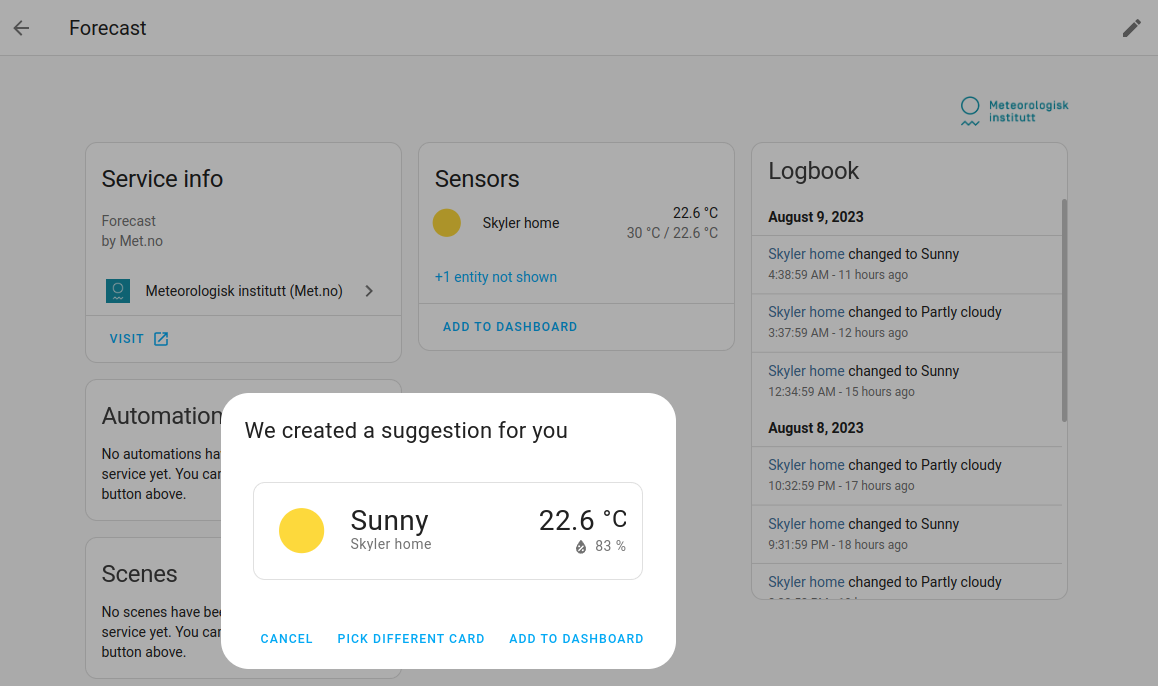 Forecast
Meteorologisk
institutt
Service info
Forecast
by Met.no
Meteorologisk institutt (Met.no)
VISIT
Sensors
Skyler home
22.6 °C
30 °C / 22.6 °C
+1 entity not shown
ADD TO DASHBOARD
Logbook
August 9, 2023
Skyler home changed to Sunny
4:38:59 AM - 11 hours ago
Skyler home changed to Partly cloudy
3:37:59 AM - 12 hours ago
Skyler home changed to Sunny
12:34:59 AM - 15 hours ago
August 8, 2023
Skyler home changed to Partly cloudy
10:32:59 PM - 17 hours ago
Skyler home changed to Sunny
9:31:59 PM - 18 hours ago
Skyler home changed to Partly cloudy
Automation
No automations ha
service yet. You car
button above.
Scenes
No scenes have bee
service yet. You car
button above.
We created a suggestion for you
Sunny
Skyler home
22.6 °C
83 %
CANCEL
PICK DIFFERENT CARD
ADD TO DASHBOARD